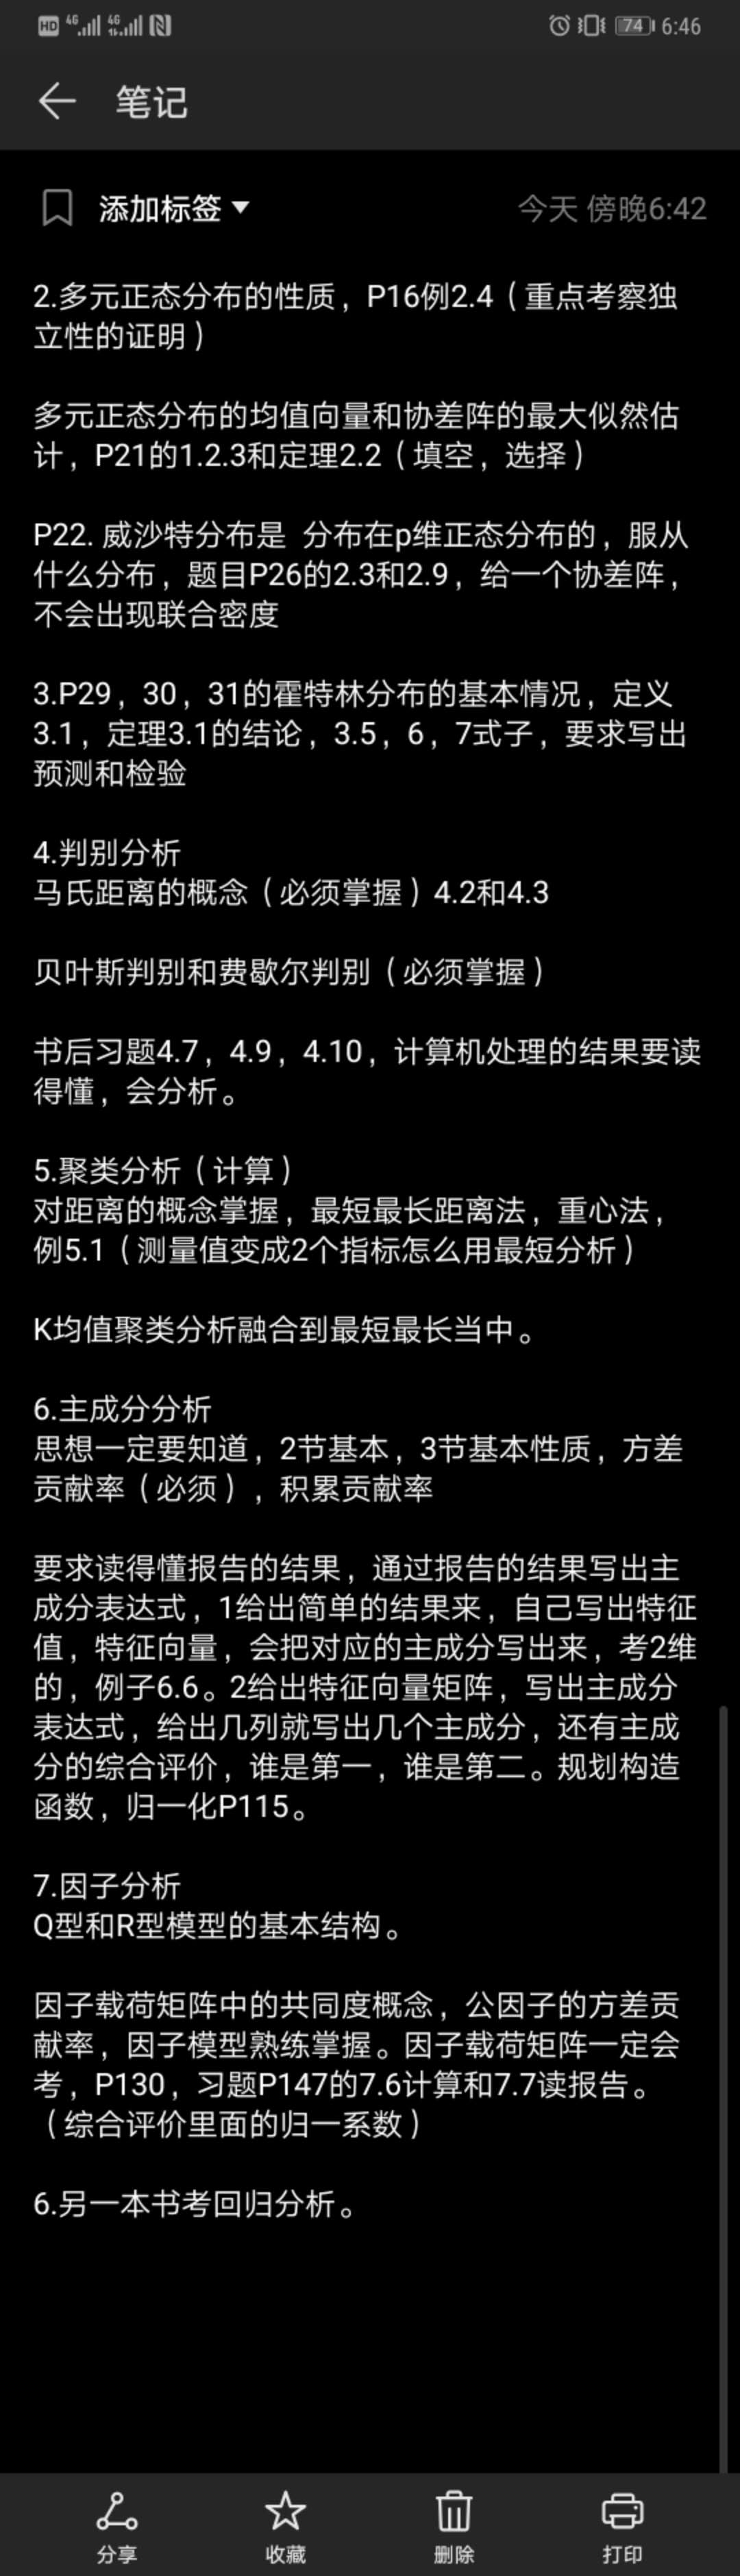 HD 4G 4G 74 6:46
笔记
添加标签 今天 傍晚6:42
2.多元正态分布的性质，P16例2.4（重点考察独
立性的证明）
多元正态分布的均值向量和协差阵的最大似然估
计，P21的1.2.3和定理2.2（填空，选择）
P22. 威沙特分布是 分布在p维正态分布的，服从
什么分布，题目P26的2.3和2.9，给一个协差阵，
不会出现联合密度
3.P29，30，31的霍特林分布的基本情况，定义
3.1，定理3.1的结论，3.5，6，7式子，要求写出
预测和检验
4.判别分析
马氏距离的概念（必须掌握）4.2和4.3
贝叶斯判别和费歇尔判别（必须掌握）
书后习题4.7，4.9，4.10，计算机处理的结果要读
得懂，会分析。
5.聚类分析（计算）
对距离的概念掌握，最短最长距离法，重心法，
例5.1（测量值变成2个指标怎么用最短分析）
K均值聚类分析融合到最短最长当中。
6.主成分分析
思想一定要知道，2节基本，3节基本性质，方差
贡献率（必须），积累贡献率
要求读得懂报告的结果，通过报告的结果写出主
成分表达式，1给出简单的结果来，自己写出特征
值，特征向量，会把对应的主成分写出来，考2维
的，例子6.6。2给出特征向量矩阵，写出主成分
表达式，给出几列就写出几个主成分，还有主成
分的综合评价，谁是第一，谁是第二。规划构造
函数，归一化P115。
7.因子分析
Q型和R型模型的基本结构。
因子载荷矩阵中的共同度概念，公因子的方差贡
献率，因子模型熟练掌握。因子载荷矩阵一定会
考，P130，习题P147的7.6计算和7.7读报告。
（综合评价里面的归一系数）
6.另一本书考回归分析。
分享 收藏 删除 打印